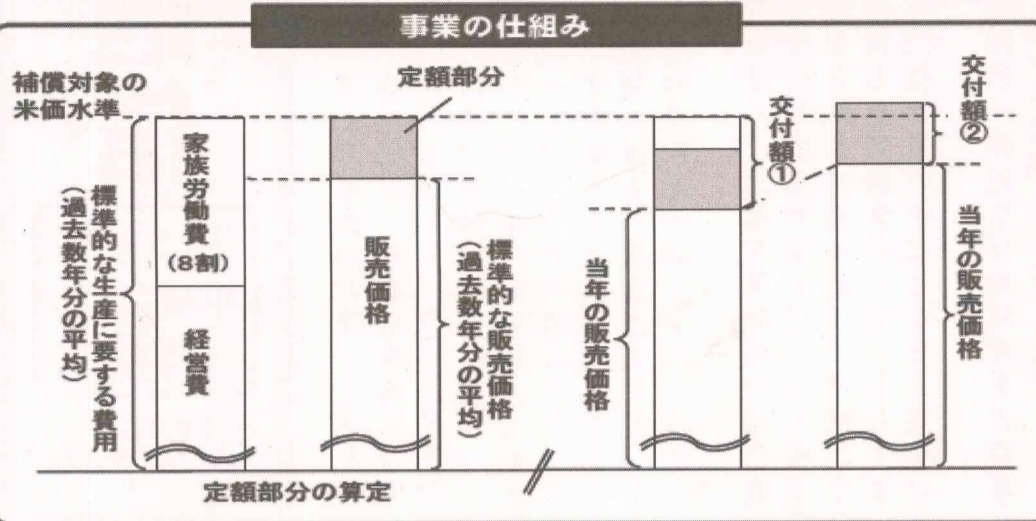 事業の仕組み
補償対象の
米価水準
定額部分
標準的な生産に要する費用
(過去数年分の平均)
家族労働費
(8割)
経営費
販売価格
標準的な販売価格
(過去数年分の平均)
当年の販売価格
交付額①
交付額②
当年の販売価格
定額部分の算定